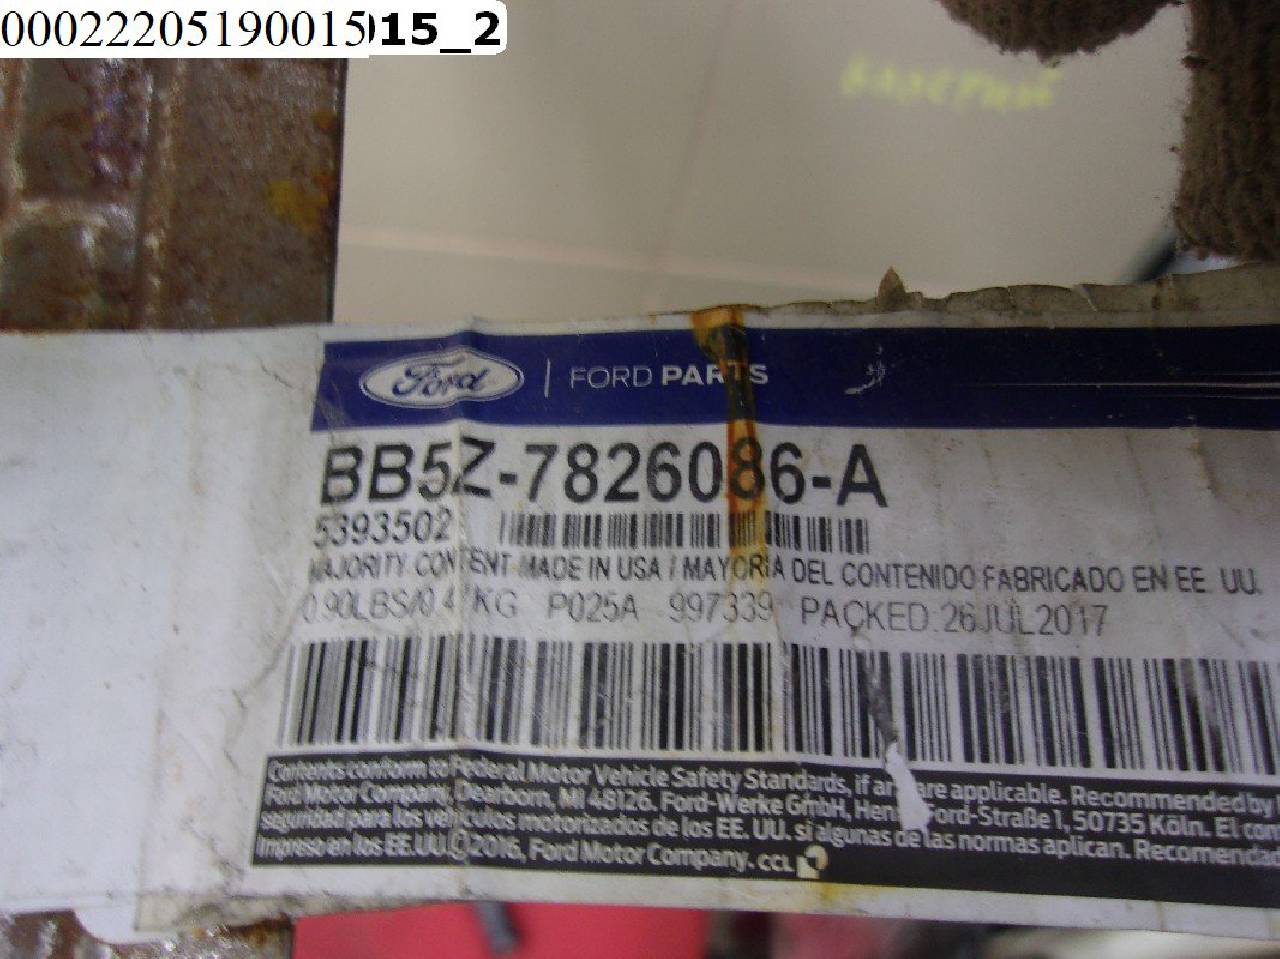 00022205190015015_2
Ford | FORD PARTS
BB5Z-7826086-A
5393502
MAJORITY CONTENT MADE IN USA / MAYORIA DEL CONTENIDO FABRICADO EN EE. UU.
0.90LBS/0.4 KG P025A 997339 PACKED:26JUL2017
Contents conform to Federal Motor Vehicle Safety Standards, if any are applicable. Recommended by
Ford Motor Company, Dearborn, MI 48126. Ford-Werke GmbH, Henry-Ford-Straße 1, 50735 Köln. El con
seguridad para los vehículos motorizados de los EE. UU. si algunas de las normas aplican. Recomendad
Impreso en los EE.UU.© 2016, Ford Motor Company. CCL